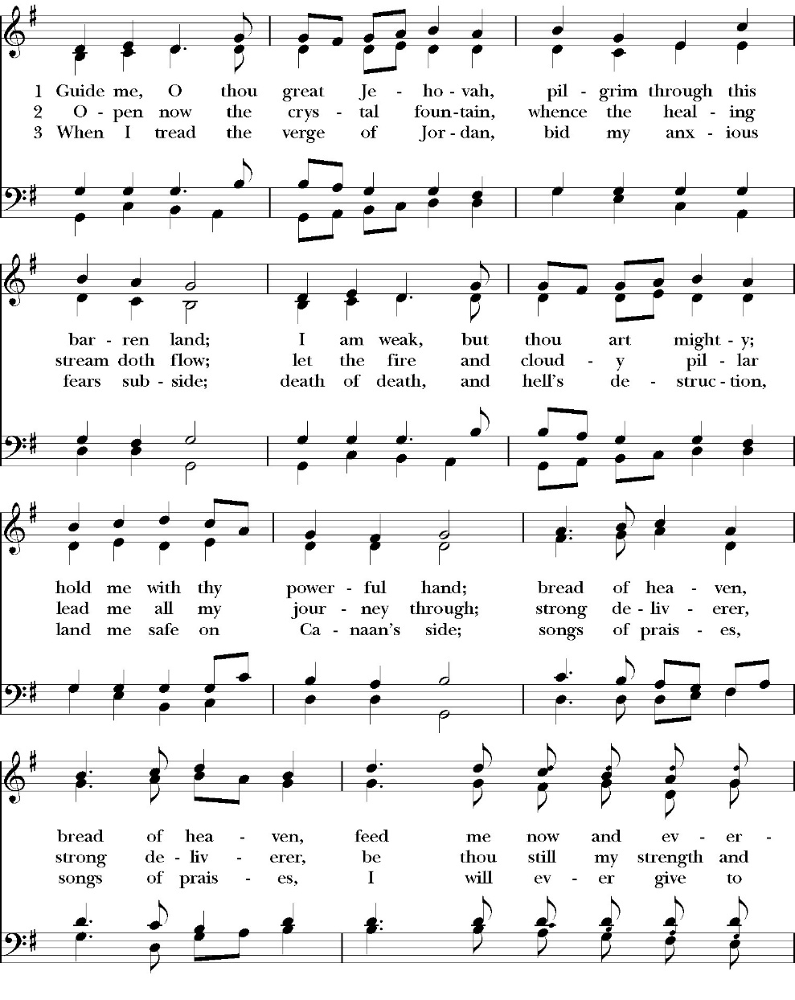 1 Guide me, O thou great Je - ho - vah, pil - grim through this
2 O - pen now the crys - tal foun - tain, whence the heal - ing
3 When I tread the verge of Jor - dan, bid my anx - ious
bar - ren land; I am weak, but thou art might - y;
stream doth flow; let the fire and cloud - y pil - lar
fears sub - side; death of death, and hell's de - struc - tion,
hold me with thy power - ful hand; bread of hea - ven,
lead me all my jour - ney through; strong de - liv - erer,
land me safe on Ca - naan's side; songs of prais - es,
bread of hea - ven, feed me now and ev - er -
strong de - liv - erer, be thou still my strength and
songs of prais - es, I will ev - er give to